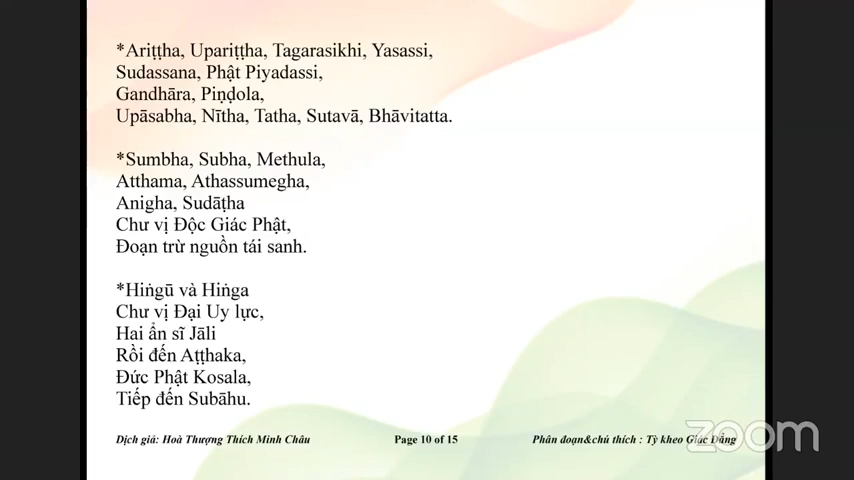 *Ariṭṭha, Upariṭṭha, Tagarasikhi, Yasassi,
Sudassana, Phật Piyadassi,
Gandhāra, Piṇḍola,
Upāsabha, Nītha, Tatha, Sutavā, Bhāvitatta.
*Sumbha, Subha, Methula,
Atthama, Athassumegha,
Anigha, Sudāṭha
Chư vị Độc Giác Phật,
Đoạn trừ nguồn tái sanh.
*Hiṅgū và Hiṅga
Chư vị Đại Uy lực,
Hai ẩn sĩ Jāli
Rồi đến Aṭṭhaka,
Đức Phật Kosala,
Tiếp đến Subāhu.
Dịch giả: Hoà Thượng Thích Minh Châu Page 10 of 15 Phân đoạn&chú thích : Tỳ kheo Giác Đẳng
zoom